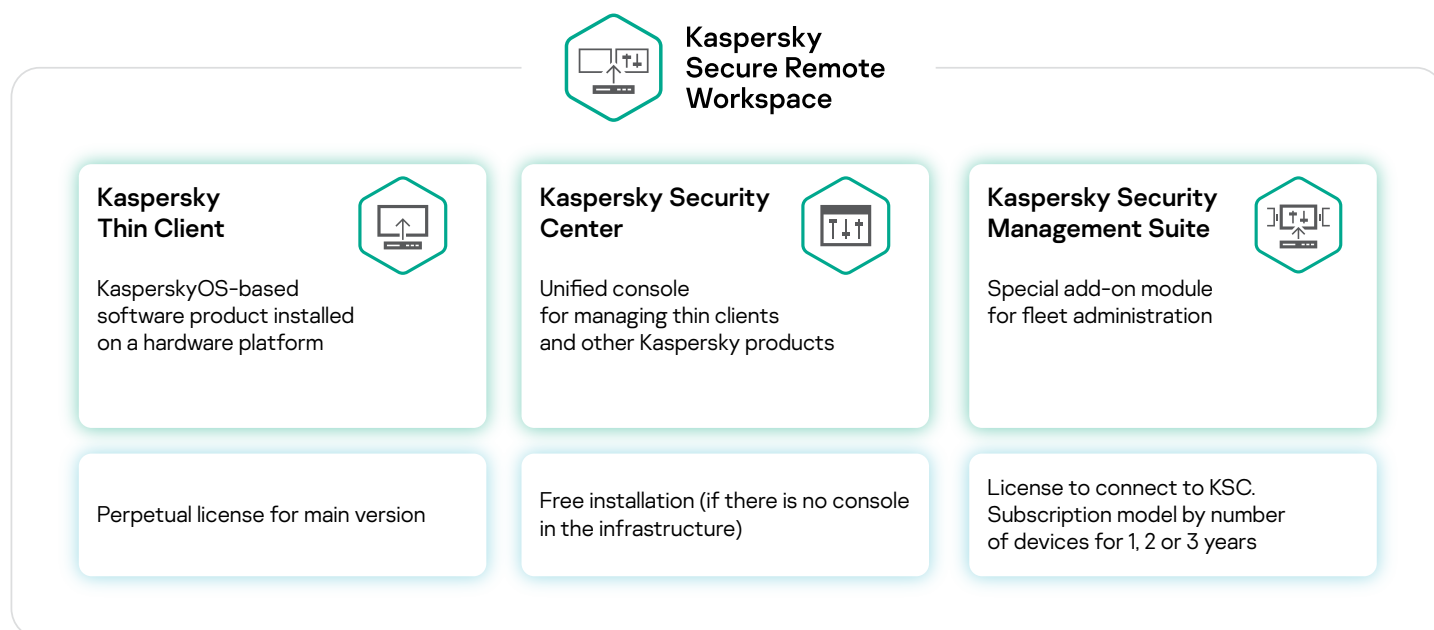 Kaspersky
Secure Remote
Workspace
Kaspersky
Thin Client
KasperskyOS-based
software product installed
on a hardware platform
Perpetual license for main version
Kaspersky Security
Center
Unified console
for managing thin clients
and other Kaspersky products
Free installation (if there is no console
in the infrastructure)
Kaspersky Security
Management Suite
Special add-on module
for fleet administration
License to connect to KSC.
Subscription model by number
of devices for 1, 2 or 3 years